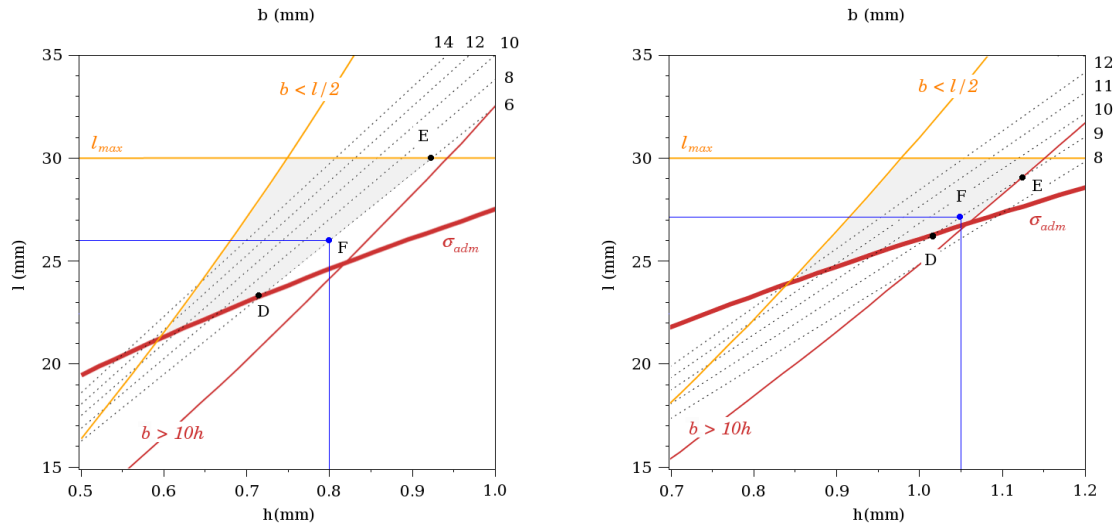 b (mm)
35
14
12
10
b < l/2
8
6
l_max
30
E
F
σ_adm
25
l (mm)
D
20
b > 10h
15
0.5
0.6
0.7
0.8
0.9
1.0
h(mm)
b (mm)
35
12
b < l/2
11
10
9
l_max
30
8
E
F
σ_adm
25
l (mm)
D
20
b > 10h
15
0.7
0.8
0.9
1.0
1.1
1.2
h (mm)